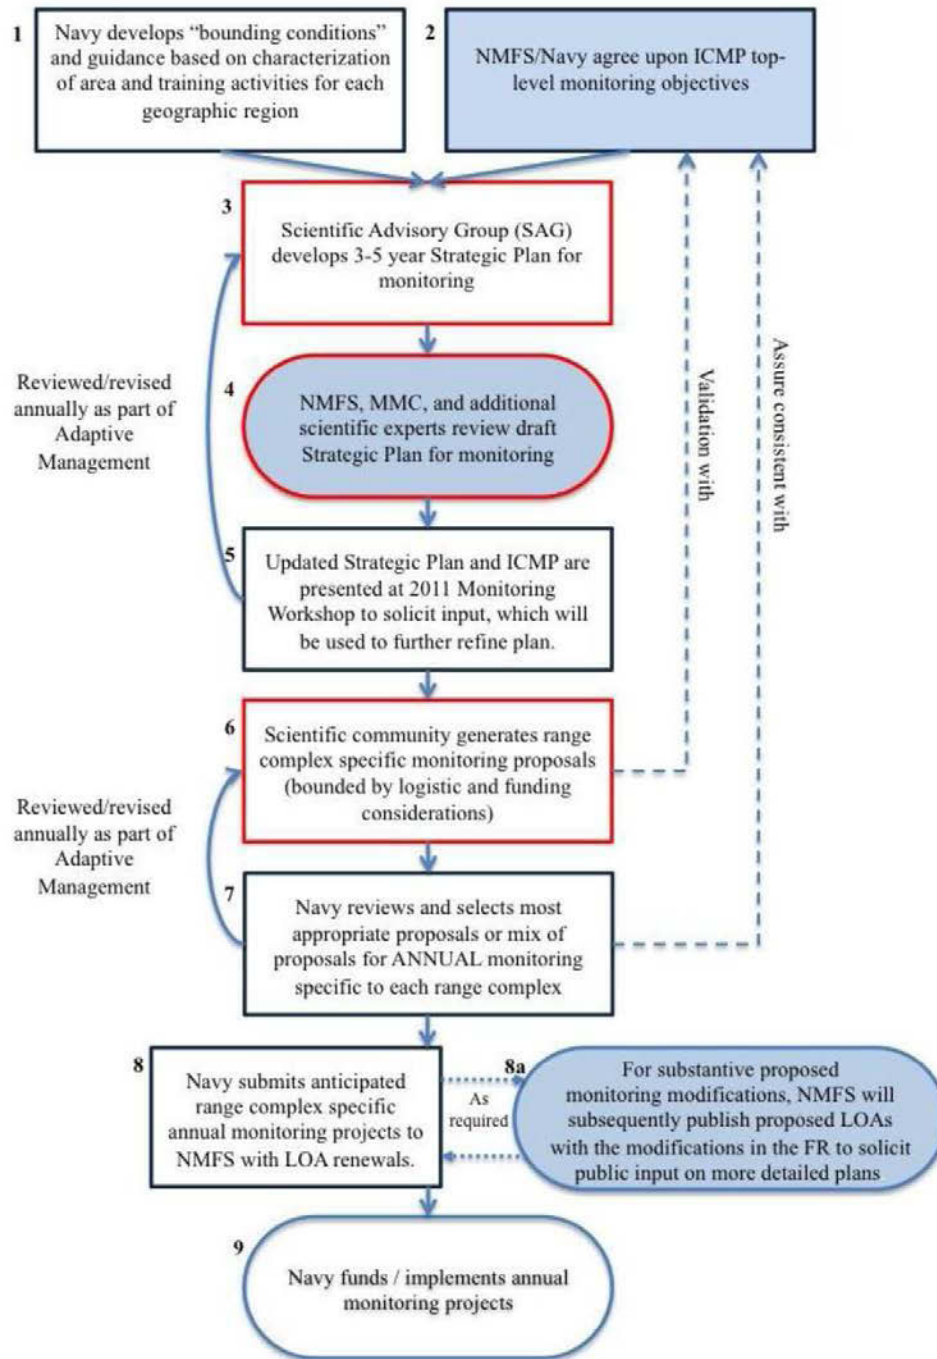 1
Navy develops “bounding conditions”
and guidance based on characterization
of area and training activities for each
geographic region
2
NMFS/Navy agree upon ICMP top-
level monitoring objectives
3
Scientific Advisory Group (SAG)
develops 3-5 year Strategic Plan for
monitoring
Reviewed/revised
annually as part of
Adaptive
Management
4
NMFS, MMC, and additional
scientific experts review draft
Strategic Plan for monitoring
Validation with
Assure consistent with
5
Updated Strategic Plan and ICMP are
presented at 2011 Monitoring
Workshop to solicit input, which will
be used to further refine plan.
6
Scientific community generates range
complex specific monitoring proposals
(bounded by logistic and funding
considerations)
Reviewed/revised
annually as part of
Adaptive
Management
7
Navy reviews and selects most
appropriate proposals or mix of
proposals for ANNUAL monitoring
specific to each range complex
8
Navy submits anticipated
range complex specific
annual monitoring projects to
NMFS with LOA renewals.
As
required
8a
For substantive proposed
monitoring modifications, NMFS will
subsequently publish proposed LOAs
with the modifications in the FR to solicit
public input on more detailed plans
9
Navy funds / implements annual
monitoring projects